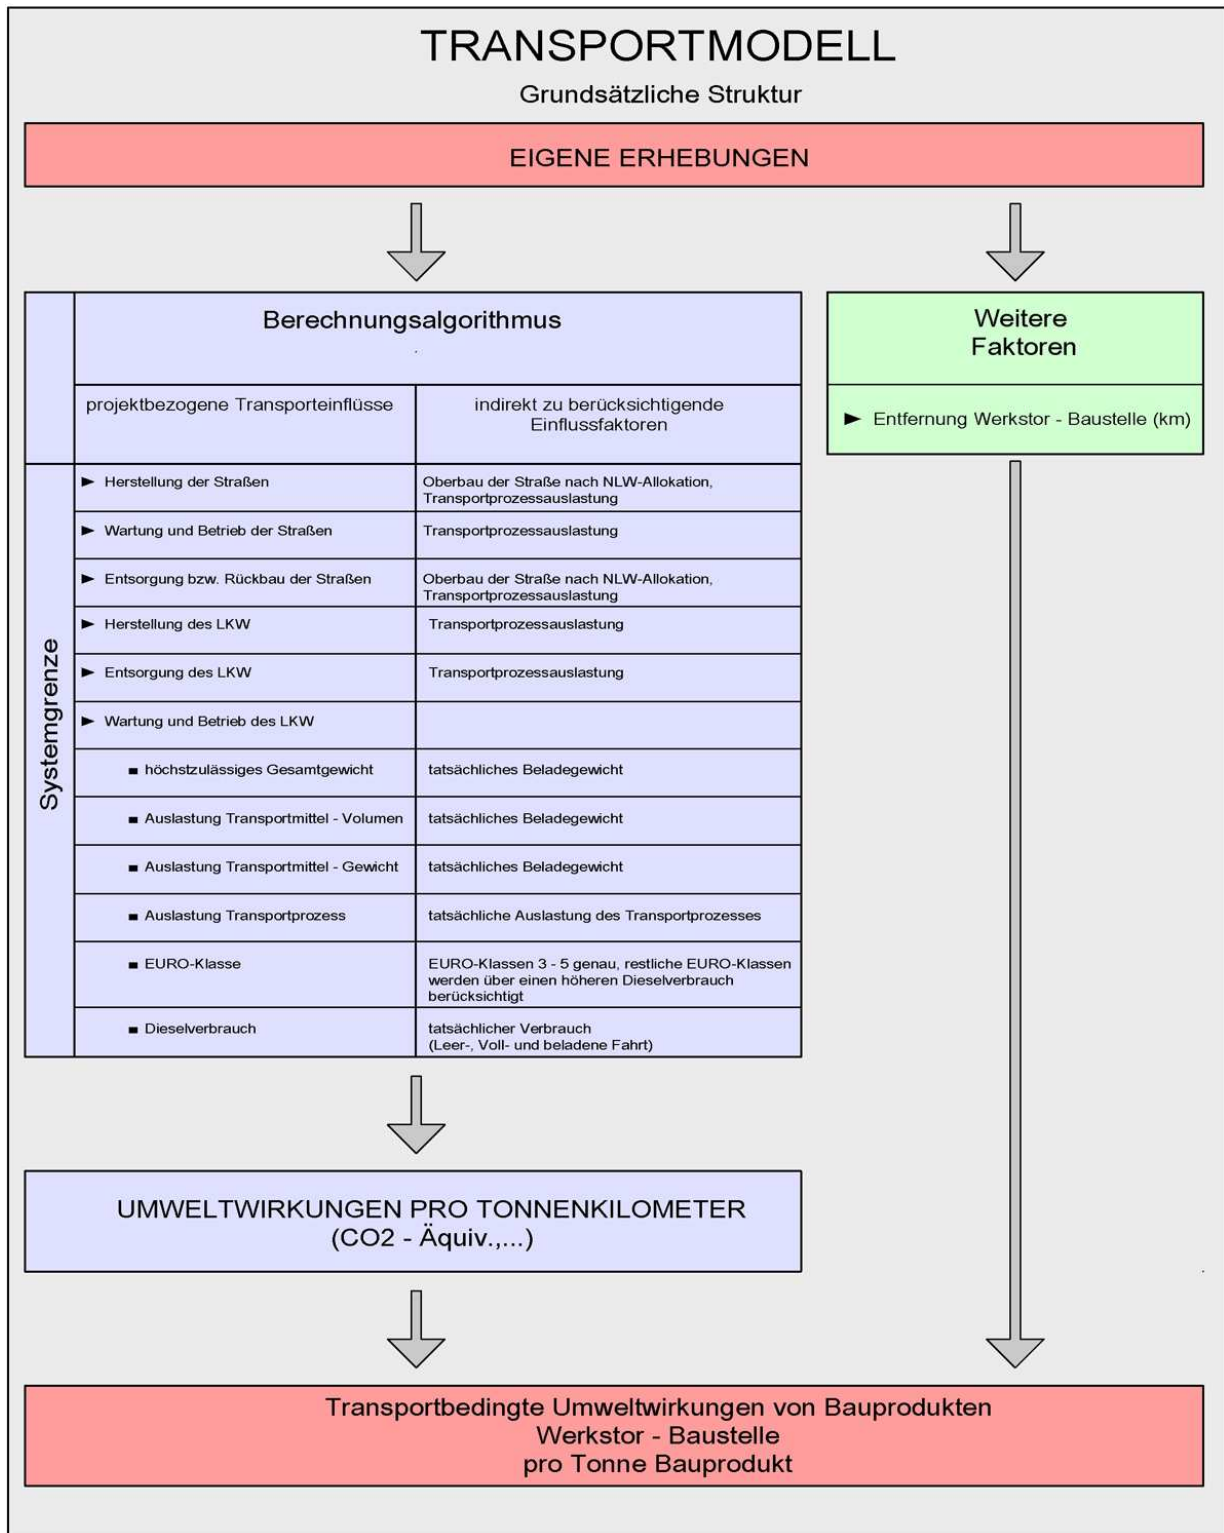 TRANSPORTMODELL
Grundsätzliche Struktur
EIGENE ERHEBUNGEN
Berechnungsalgorithmus
projektbezogene Transporteinflüsse
indirekt zu berücksichtigende
Einflussfaktoren
Systemgrenze
► Herstellung der Straßen
Oberbau der Straße nach NLW-Allokation,
Transportprozessauslastung
► Wartung und Betrieb der Straßen
Transportprozessauslastung
► Entsorgung bzw. Rückbau der Straßen
Oberbau der Straße nach NLW-Allokation,
Transportprozessauslastung
► Herstellung des LKW
Transportprozessauslastung
► Entsorgung des LKW
Transportprozessauslastung
► Wartung und Betrieb des LKW
■ höchstzulässiges Gesamtgewicht
tatsächliches Beladegewicht
■ Auslastung Transportmittel - Volumen
tatsächliches Beladegewicht
■ Auslastung Transportmittel - Gewicht
tatsächliches Beladegewicht
■ Auslastung Transportprozess
tatsächliche Auslastung des Transportprozesses
■ EURO-Klasse
EURO-Klassen 3 - 5 genau, restliche EURO-Klassen
werden über einen höheren Dieselverbrauch
berücksichtigt
■ Dieselverbrauch
tatsächlicher Verbrauch
(Leer-, Voll- und beladene Fahrt)
Weitere
Faktoren
► Entfernung Werkstor - Baustelle (km)
UMWELTWIRKUNGEN PRO TONNENKILOMETER
(CO2 - Äquiv.,...)
Transportbedingte Umweltwirkungen von Bauprodukten
Werkstor - Baustelle
pro Tonne Bauprodukt